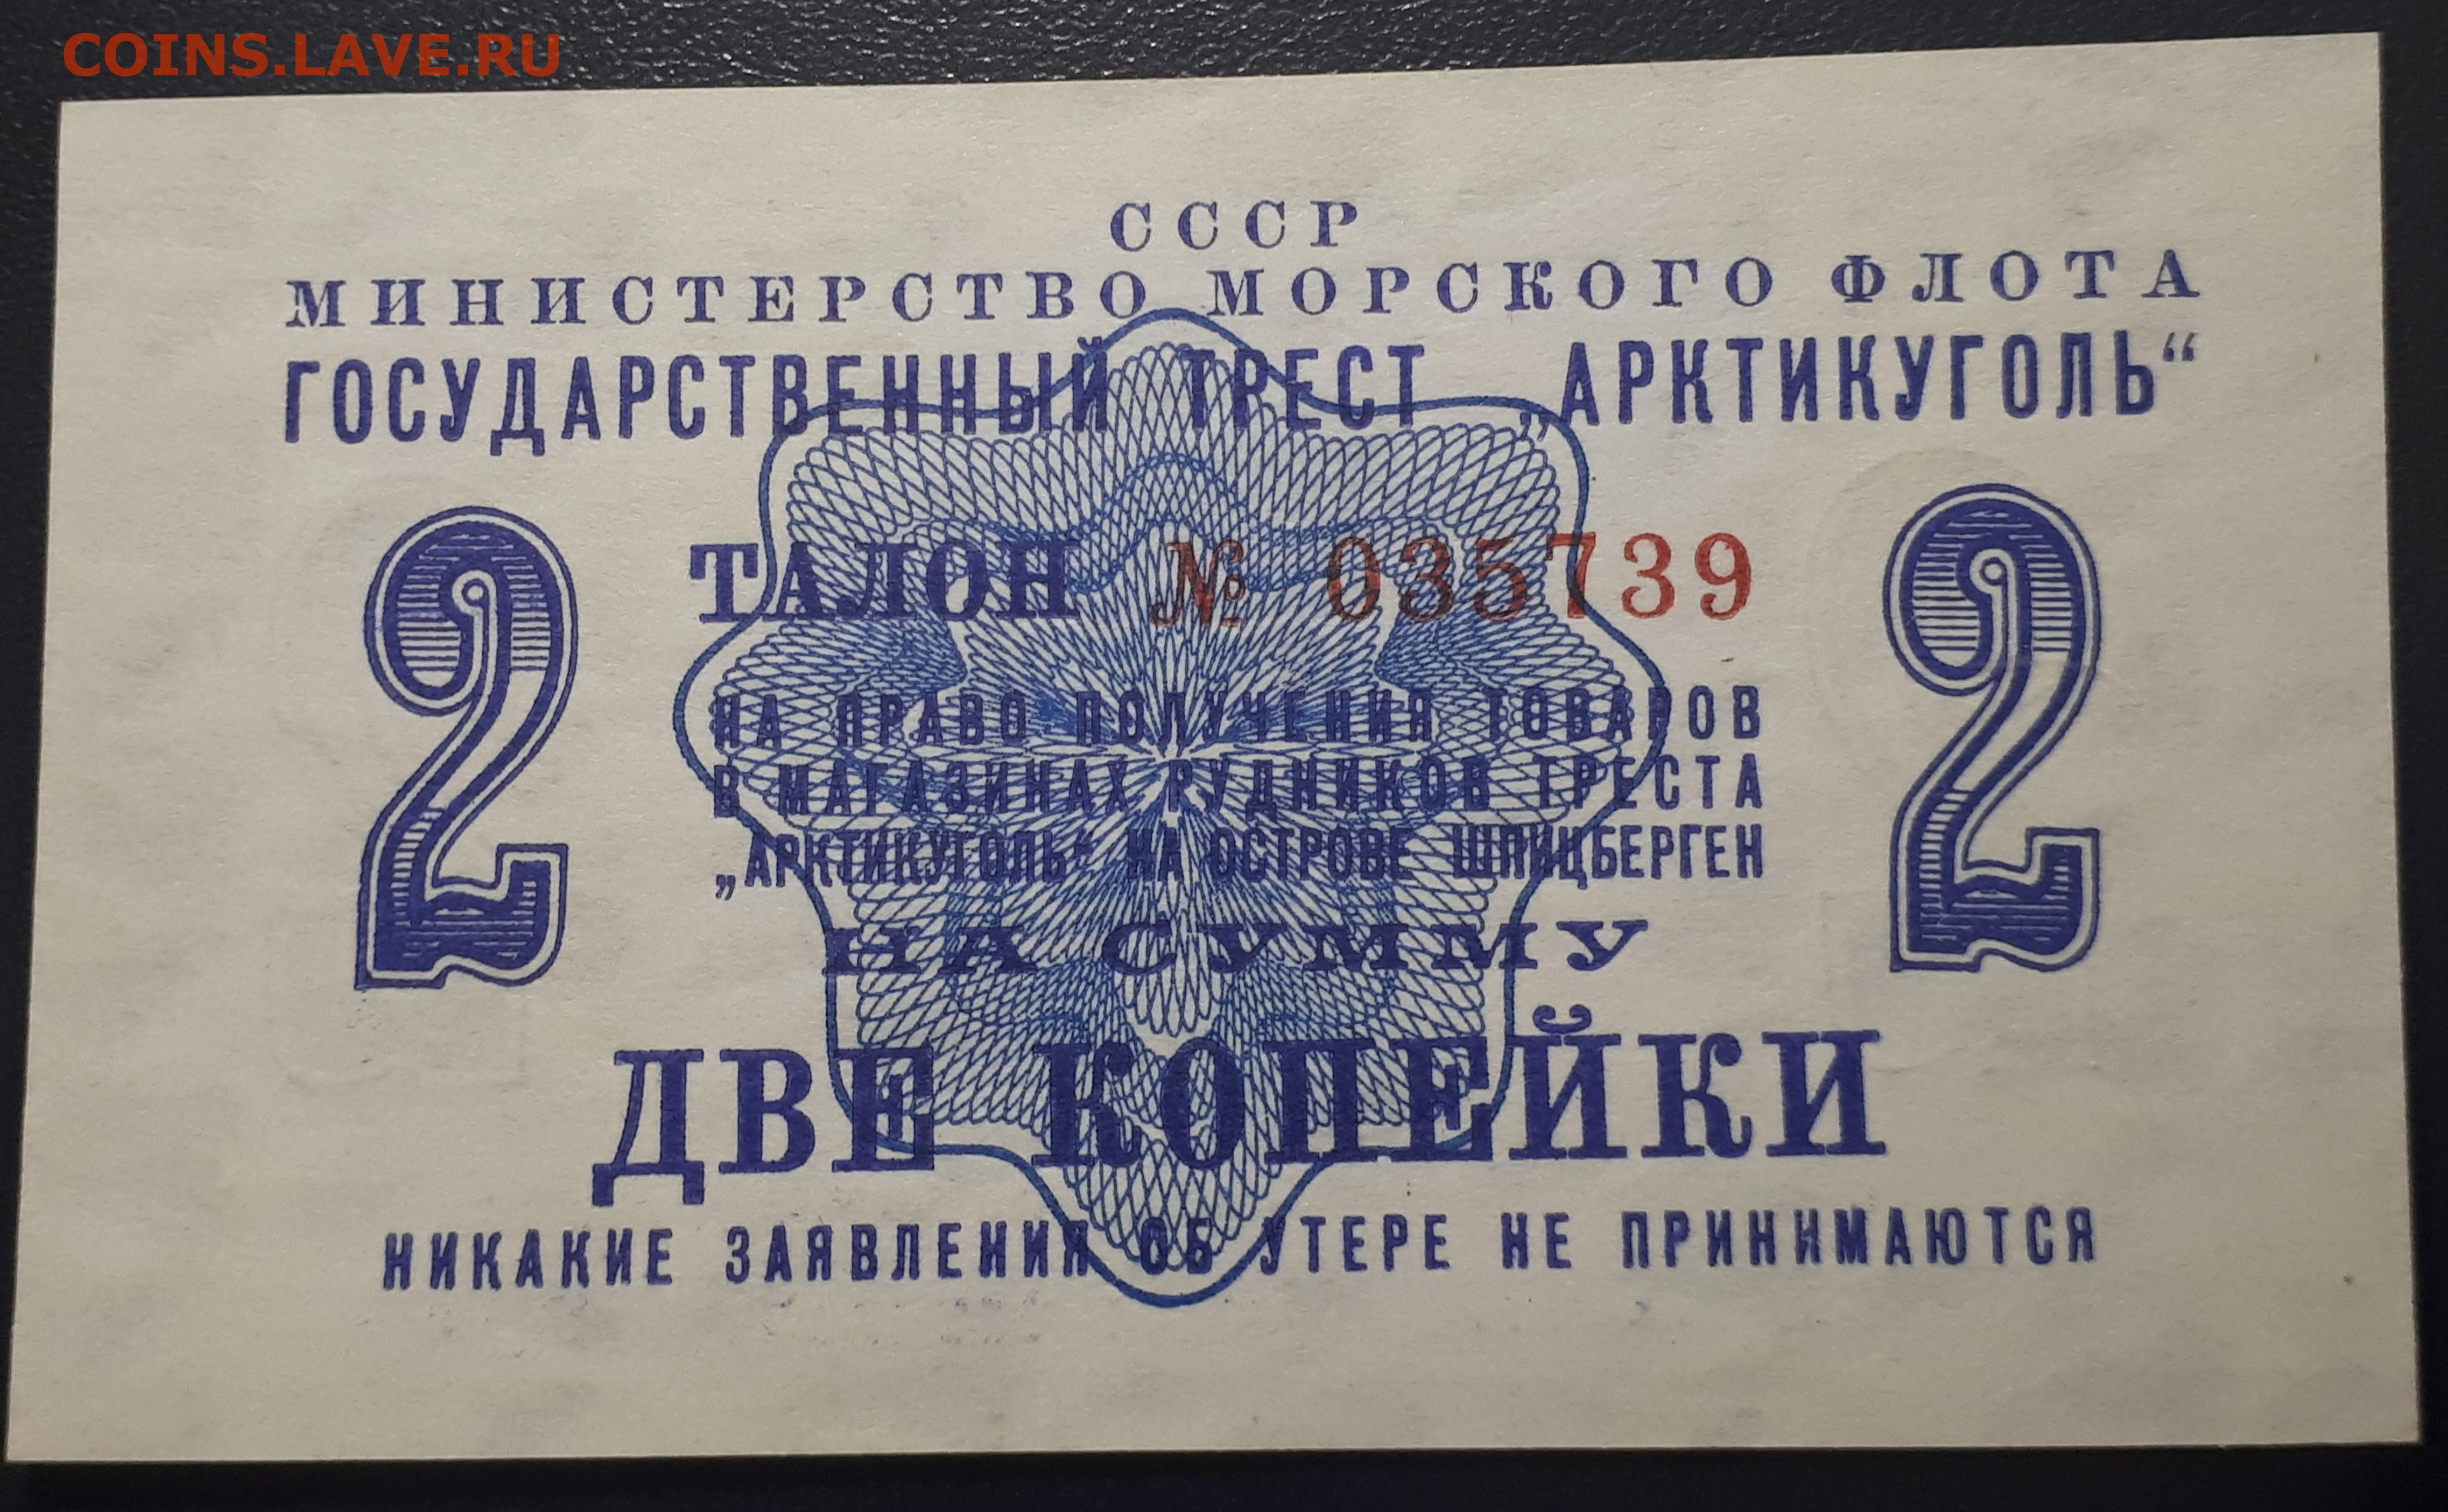 COINS.LAVE.RU
СССР
МИНИСТЕРСТВО МОРСКОГО ФЛОТА
ГОСУДАРСТВЕННЫЙ ТРЕСТ „АРКТИКУГОЛЬ“
2 ТАЛОН № 035739 2
НА ПРАВО ПОЛУЧЕНИЯ ТОВАРОВ
В МАГАЗИНАХ РУДНИКОВ ТРЕСТА
„АРКТИКУГОЛЬ“ НА ОСТРОВЕ ШПИЦБЕРГЕН
НА СУММУ
ДВЕ КОПЕЙКИ
НИКАКИЕ ЗАЯВЛЕНИЯ ОБ УТЕРЕ НЕ ПРИНИМАЮТСЯ